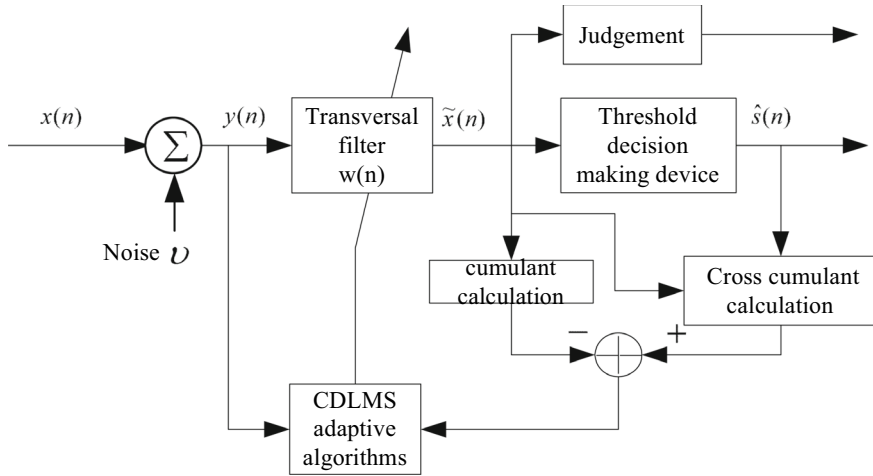 Judgement
x(n)
Σ
y(n)
Transversal
filter
w(n)
x̃(n)
Threshold
decision
making device
ŝ(n)
Noise υ
cumulant
calculation
Cross cumulant
calculation
−
+
CDLMS
adaptive
algorithms